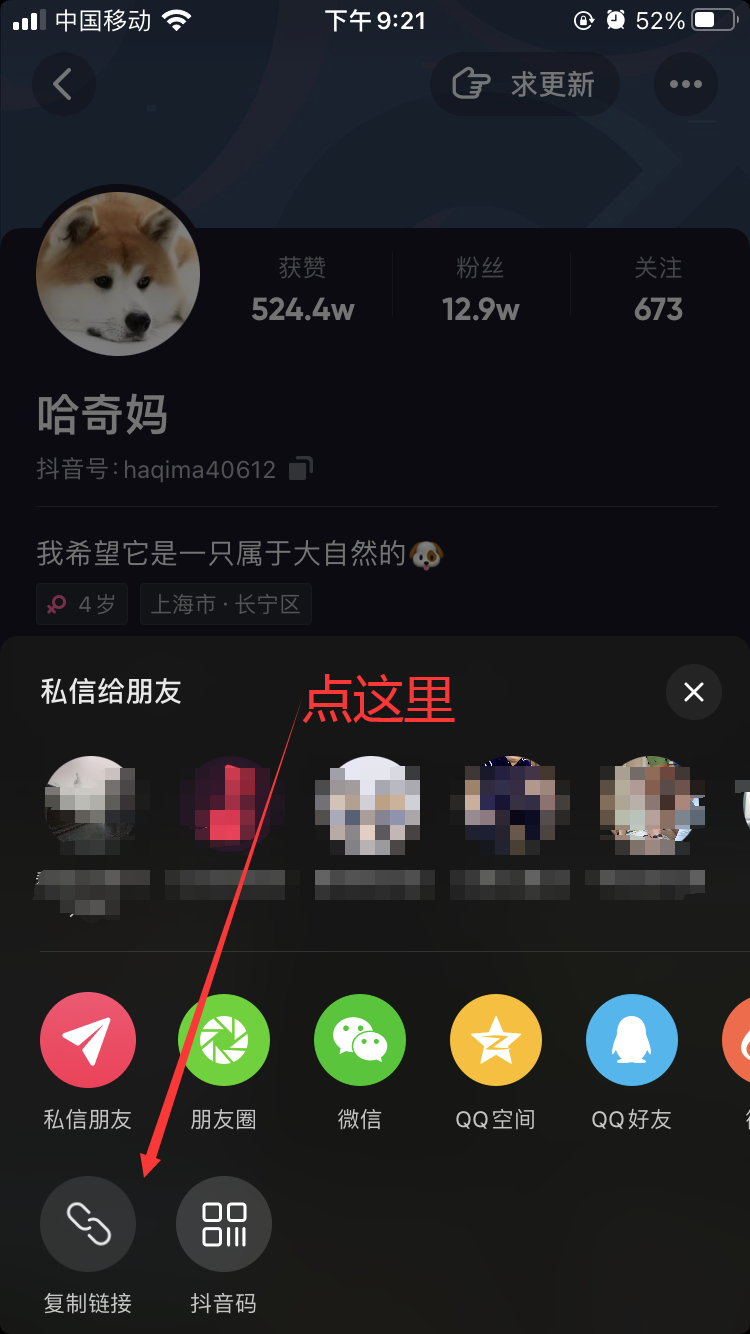 中国移动 下午9:21 52%
求更新
获赞 粉丝 关注
524.4w 12.9w 673
哈奇妈
抖音号:haqima40612
我希望它是一只属于大自然的
4岁 上海市·长宁区
私信给朋友
点这里
私信朋友 朋友圈 微信 QQ空间 QQ好友
复制链接 抖音码